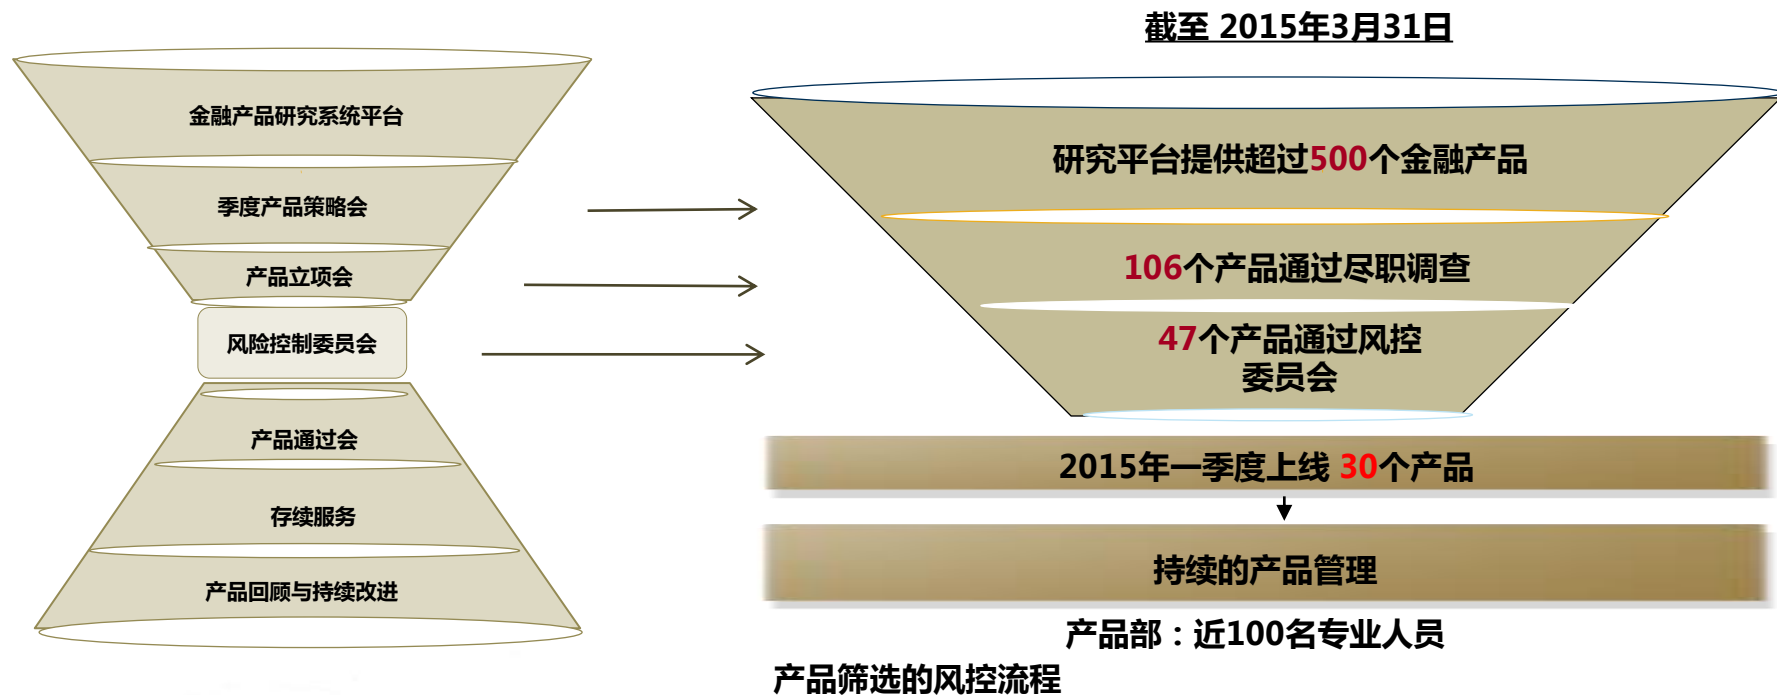 截至 2015年3月31日
金融产品研究系统平台
季度产品策略会
产品立项会
风险控制委员会
产品通过会
存续服务
产品回顾与持续改进
研究平台提供超过500个金融产品
106个产品通过尽职调查
47个产品通过风控
委员会
2015年一季度上线 30个产品
持续的产品管理
产品部：近100名专业人员
产品筛选的风控流程